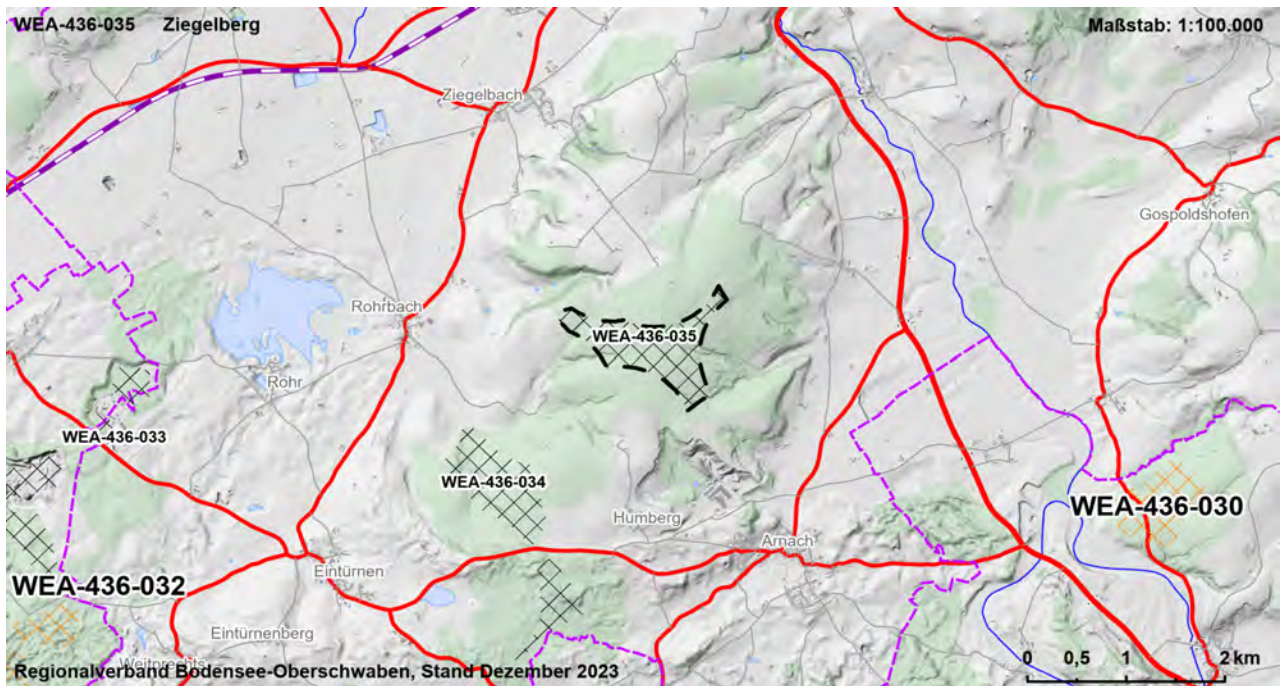 WEA-436-035 Ziegelberg
Maßstab: 1:100.000
Ziegelbach
Gospoldshofen
Rohrbach
WEA-436-035
Rohr
WEA-436-033
WEA-436-034
WEA-436-030
Humberg
Arnach
Eintürnen
WEA-436-032
Eintürnenberg
Weitprechts
Regionalverband Bodensee-Oberschwaben, Stand Dezember 2023
0 0,5 1 2 km